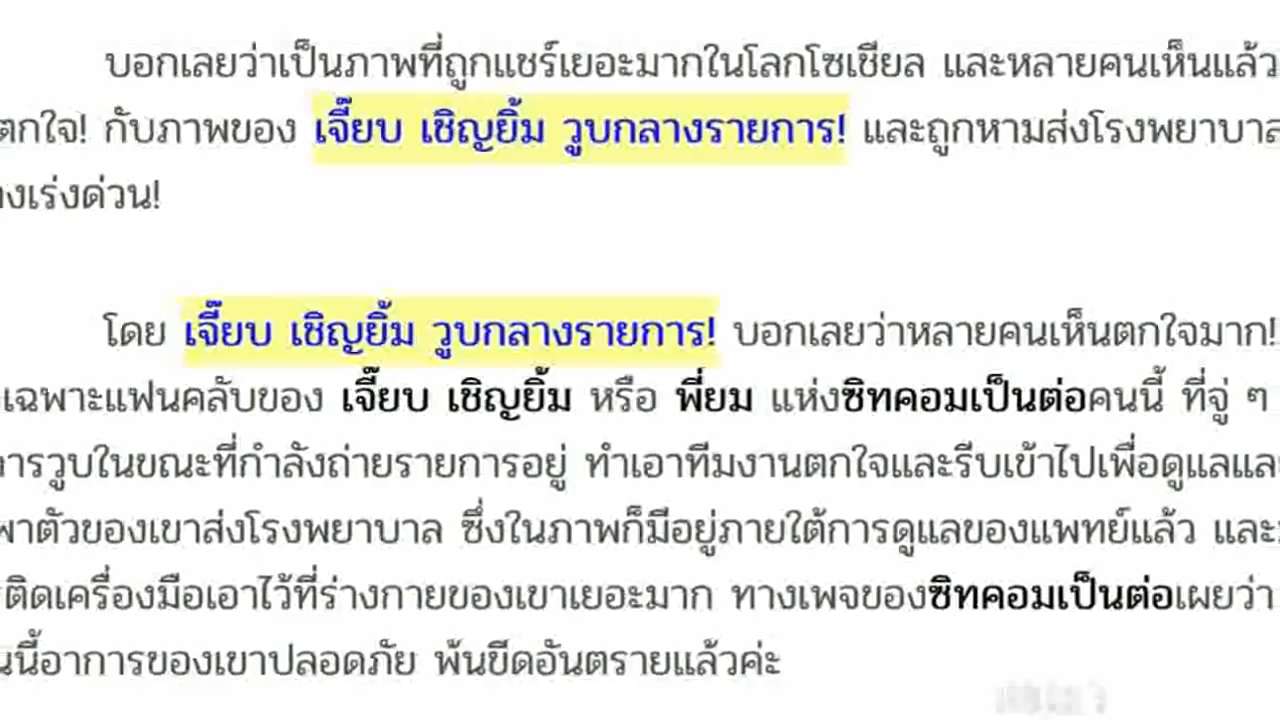 บอกเลยว่าเป็นภาพที่ถูกแชร์เยอะมากในโลกโซเชียล และหลายคนเห็นแล้ว
ตกใจ! กับภาพของ เจี๊ยบ เชิญยิ้ม วูบกลางรายการ! และถูกหามส่งโรงพยาบาล
งเร่งด่วน!
โดย เจี๊ยบ เชิญยิ้ม วูบกลางรายการ! บอกเลยว่าหลายคนเห็นตกใจมาก!
เฉพาะแฟนคลับของ เจี๊ยบ เชิญยิ้ม หรือ พี่ยม แห่งซิทคอมเป็นต่อคนนี้ ที่จู่ ๆ
ารวูบในขณะที่กำลังถ่ายรายการอยู่ ทำเอาทีมงานตกใจและรีบเข้าไปเพื่อดูแลแล
พาตัวของเขาส่งโรงพยาบาล ซึ่งในภาพก็มีอยู่ภายใต้การดูแลของแพทย์แล้ว และ
ติดเครื่องมือเอาไว้ที่ร่างกายของเขาเยอะมาก ทางเพจของซิทคอมเป็นต่อเผยว่า
นนี้อาการของเขาปลอดภัย พ้นขีดอันตรายแล้วค่ะ